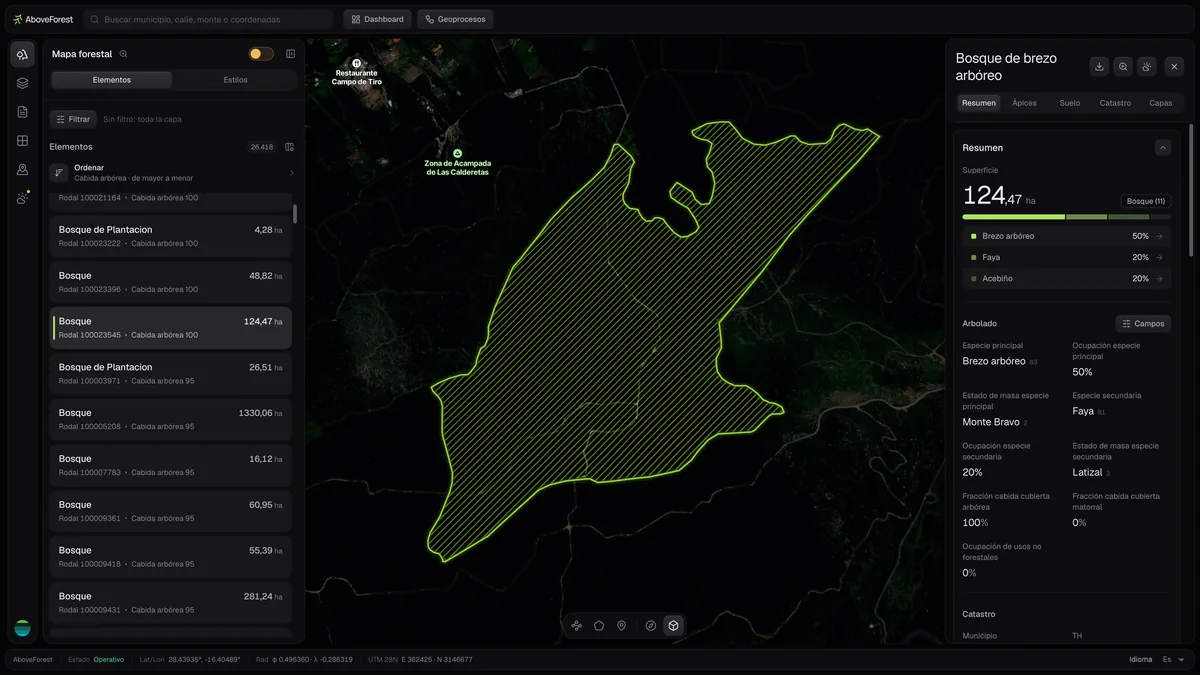 AboveForest
Buscar municipio, calle, monte o coordenadas
Dashboard
Geoprocesos
Mapa forestal
Elementos
Estilos
Filtrar
Sin filtro: toda la capa
Elementos
26.418
Ordenar
Cabida arbórea · de mayor a menor
Rodal 100021164 • Cabida arbórea 100
Bosque de Plantacion
4,28 ha
Rodal 100023222 • Cabida arbórea 100
Bosque
48,82 ha
Rodal 100023396 • Cabida arbórea 100
Bosque
124,47 ha
Rodal 100023545 • Cabida arbórea 100
Bosque de Plantacion
26,51 ha
Rodal 100003971 • Cabida arbórea 95
Bosque
1330,06 ha
Rodal 100005208 • Cabida arbórea 95
Bosque
16,12 ha
Rodal 100007783 • Cabida arbórea 95
Bosque
60,95 ha
Rodal 100009361 • Cabida arbórea 95
Bosque
55,39 ha
Rodal 100009418 • Cabida arbórea 95
Bosque
281,24 ha
Rodal 100009431 • Cabida arbórea 95
Restaurante
Campo de Tiro
Zona de Acampada
de Las Calderetas
Bosque de brezo
arbóreo
Resumen
Ápices
Suelo
Catastro
Capas
Resumen
Superficie
124,47 ha
Bosque (11)
Brezo arbóreo
50%
Faya
20%
Acebiño
20%
Arbolado
Campos
Especie principal
Brezo arbóreo 83
Ocupación especie
principal
50%
Estado de masa especie
principal
Monte Bravo 2
Especie secundaria
Faya 81
Ocupación especie
secundaria
20%
Estado de masa especie
secundaria
Latizal 3
Fracción cabida cubierta
arbórea
100%
Fracción cabida cubierta
matorral
0%
Ocupación de usos no
forestales
0%
Catastro
Municipio
TH
AboveForest
Estado Operativo
Lat/Lon 28,43935°, -16.40489°
Rad ϕ 0.496360 · λ -0.286319
UTM 28N E 362425 · N 3146677
Idioma
Es